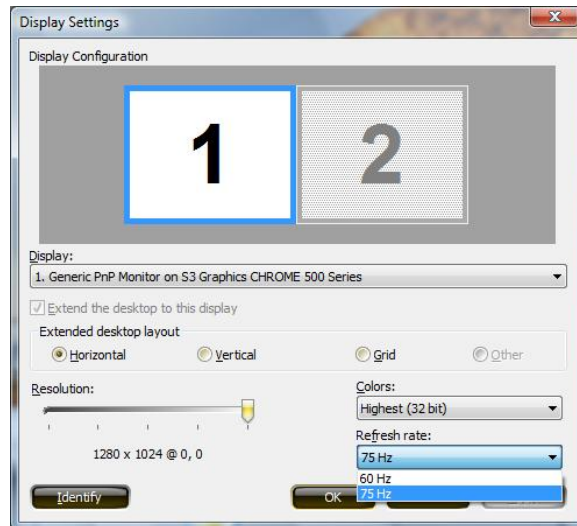 Display Settings
Display Configuration
1
2
Display:
1. Generic PnP Monitor on S3 Graphics CHROME 500 Series
Extend the desktop to this display
Extended desktop layout
Horizontal
Vertical
Grid
Other
Resolution:
Colors:
Highest (32 bit)
Refresh rate:
1280 x 1024 @ 0, 0
75 Hz
60 Hz
75 Hz
Identify
OK